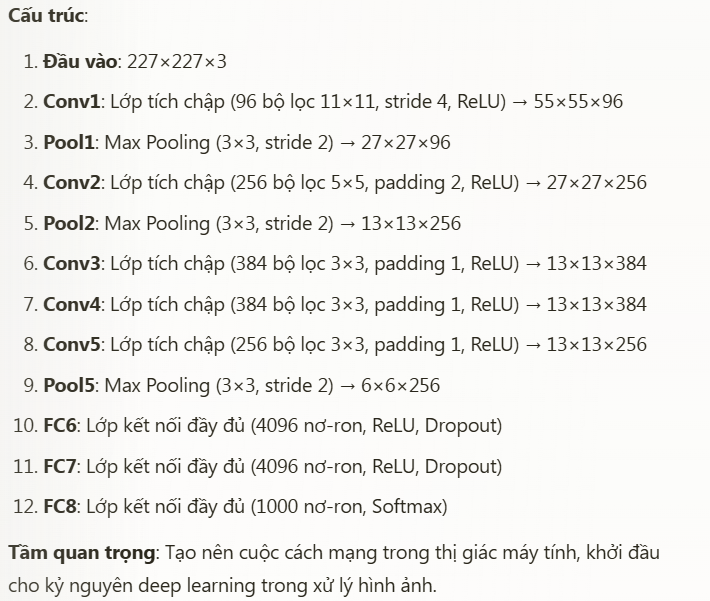 Cấu trúc:
1. Đầu vào: 227×227×3
2. Conv1: Lớp tích chập (96 bộ lọc 11×11, stride 4, ReLU) → 55×55×96
3. Pool1: Max Pooling (3×3, stride 2) → 27×27×96
4. Conv2: Lớp tích chập (256 bộ lọc 5×5, padding 2, ReLU) → 27×27×256
5. Pool2: Max Pooling (3×3, stride 2) → 13×13×256
6. Conv3: Lớp tích chập (384 bộ lọc 3×3, padding 1, ReLU) → 13×13×384
7. Conv4: Lớp tích chập (384 bộ lọc 3×3, padding 1, ReLU) → 13×13×384
8. Conv5: Lớp tích chập (256 bộ lọc 3×3, padding 1, ReLU) → 13×13×256
9. Pool5: Max Pooling (3×3, stride 2) → 6×6×256
10. FC6: Lớp kết nối đầy đủ (4096 nơ-ron, ReLU, Dropout)
11. FC7: Lớp kết nối đầy đủ (4096 nơ-ron, ReLU, Dropout)
12. FC8: Lớp kết nối đầy đủ (1000 nơ-ron, Softmax)
Tầm quan trọng: Tạo nên cuộc cách mạng trong thị giác máy tính, khởi đầu
cho kỷ nguyên deep learning trong xử lý hình ảnh.